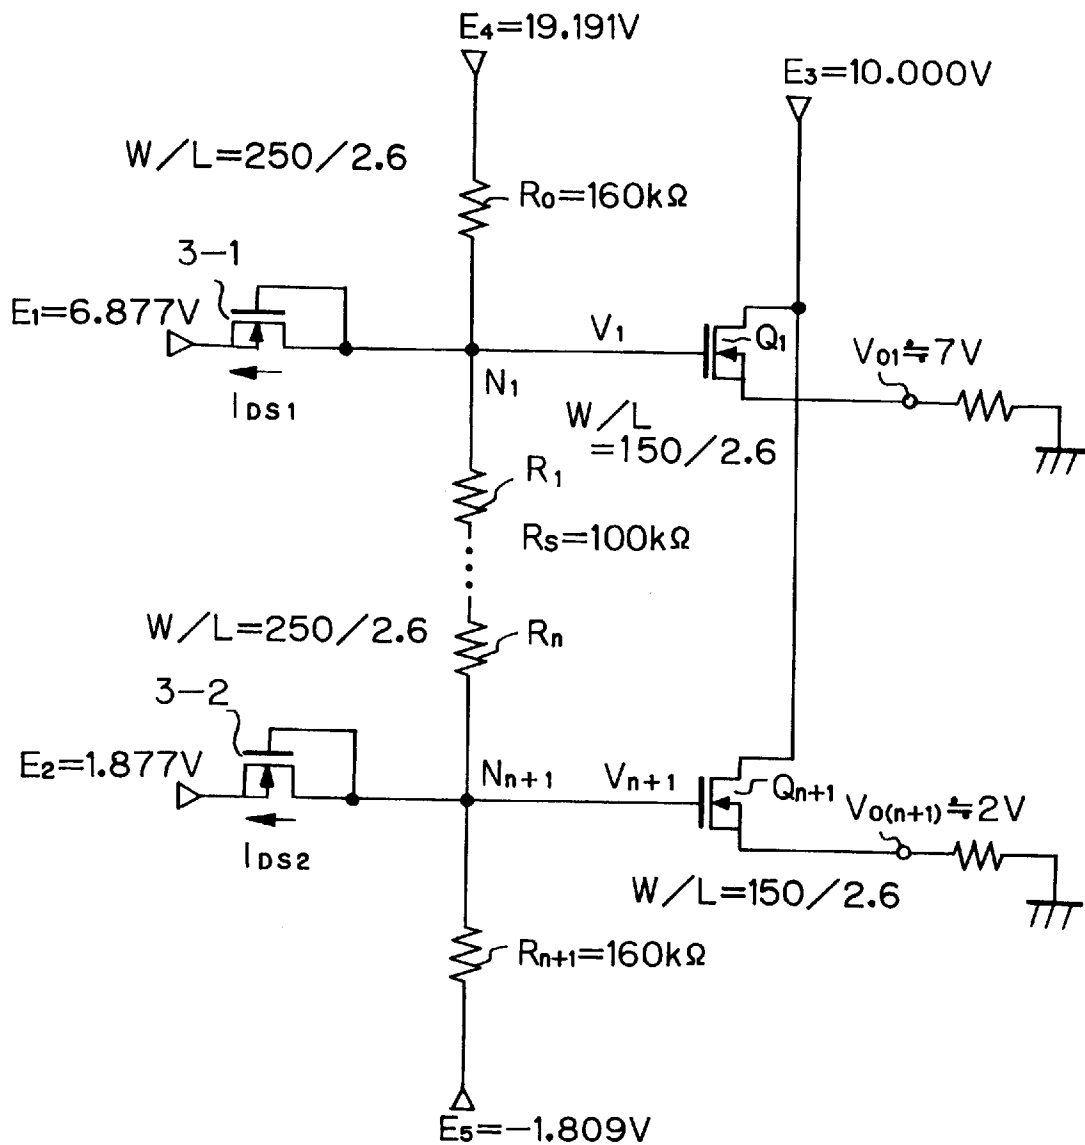 E4=19.191V
E3=10.000V
W/L=250/2.6
R0=160kΩ
3-1
E1=6.877V
V1
Q1
VO1≒7V
N1
IDS1
W/L
=150/2.6
R1
RS=100kΩ
W/L=250/2.6
Rn
3-2
E2=1.877V
Nn+1
Vn+1
Qn+1
VO(n+1)≒2V
IDS2
W/L=150/2.6
Rn+1=160kΩ
E5=-1.809V